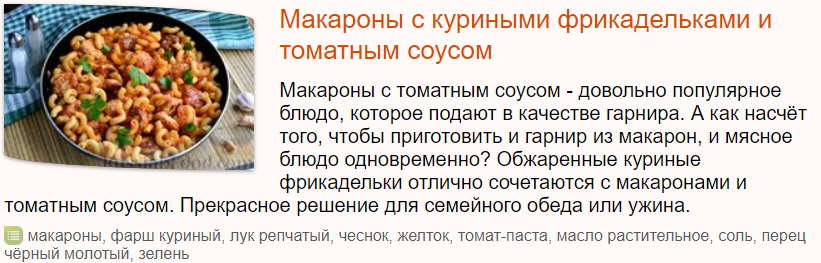 Макароны с куриными фрикадельками и
томатным соусом
Макароны с томатным соусом - довольно популярное
блюдо, которое подают в качестве гарнира. А как насчёт
того, чтобы приготовить и гарнир из макарон, и мясное
блюдо одновременно? Обжаренные куриные
фрикадельки отлично сочетаются с макаронами и
томатным соусом. Прекрасное решение для семейного обеда или ужина.
макароны, фарш куриный, лук репчатый, чеснок, желток, томат-паста, масло растительное, соль, перец
чёрный молотый, зелень